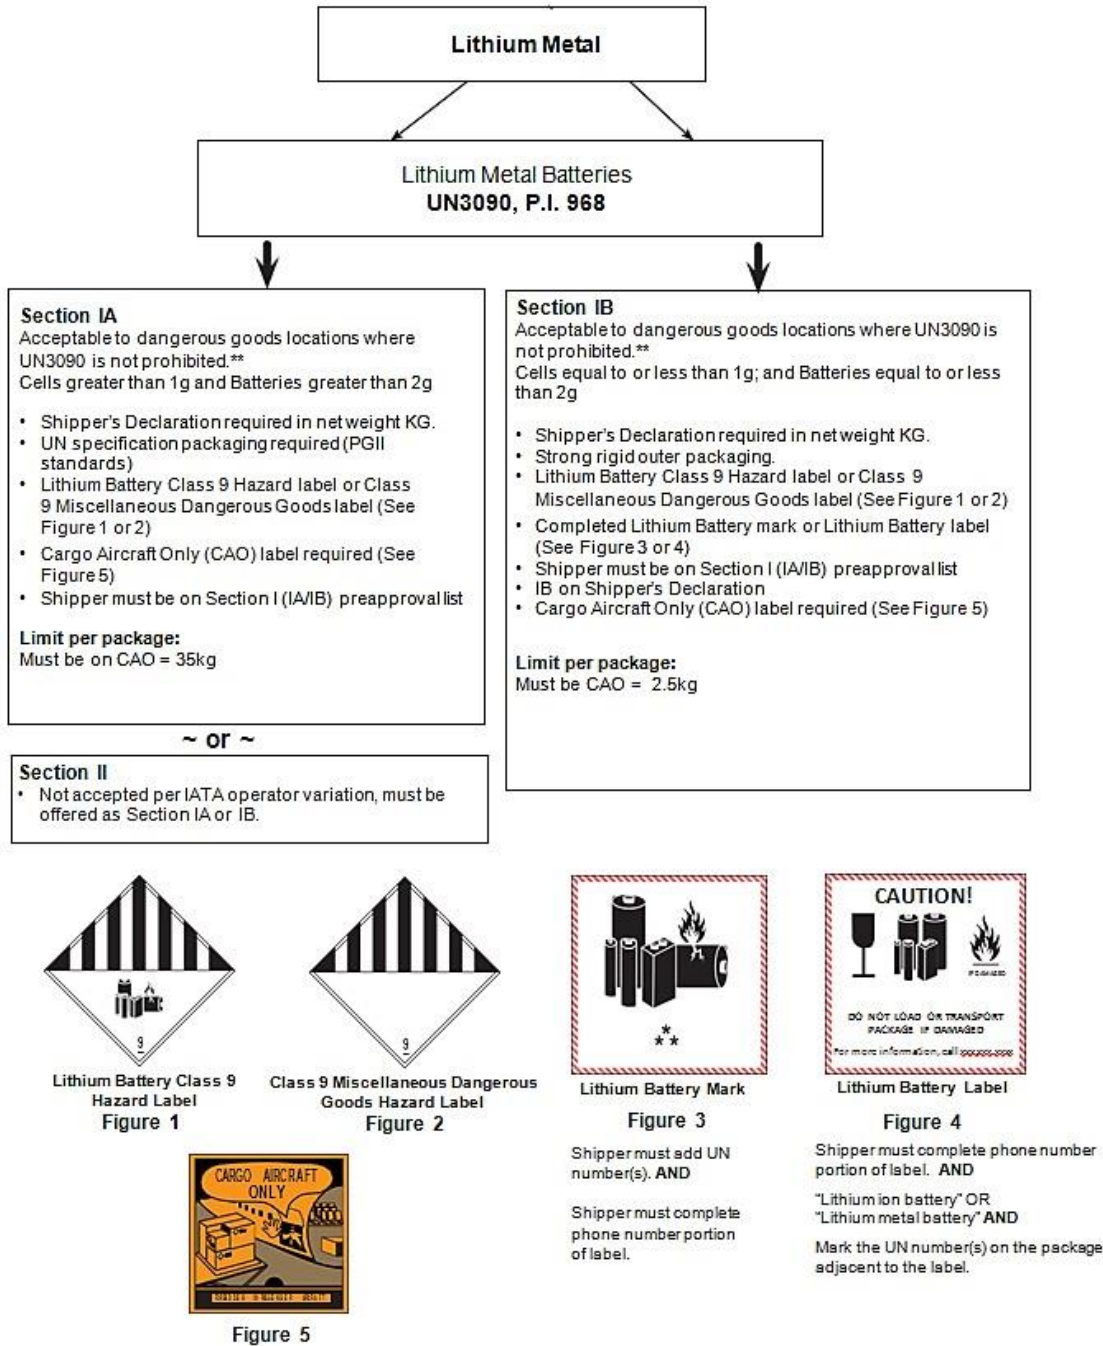 Lithium Metal
Lithium Metal Batteries
UN3090, P.I. 968
Section IA
Acceptable to dangerous goods locations where
UN3090 is not prohibited.**
Cells greater than 1g and Batteries greater than 2g
• Shipper's Declaration required in net weight KG.
• UN specification packaging required (PGII
standards)
• Lithium Battery Class 9 Hazard label or Class
9 Miscellaneous Dangerous Goods label (See
Figure 1 or 2)
• Cargo Aircraft Only (CAO) label required (See
Figure 5)
• Shipper must be on Section I (IA/IB) preapproval list
Limit per package:
Must be on CAO = 35kg
~ or ~
Section II
• Not accepted per IATA operator variation, must be
offered as Section IA or IB.
Section IB
Acceptable to dangerous goods locations where UN3090 is
not prohibited.**
Cells equal to or less than 1g; and Batteries equal to or less
than 2g
• Shipper's Declaration required in net weight KG.
• Strong rigid outer packaging.
• Lithium Battery Class 9 Hazard label or Class 9
Miscellaneous Dangerous Goods label (See Figure 1 or 2)
• Completed Lithium Battery mark or Lithium Battery label
(See Figure 3 or 4)
• Shipper must be on Section I (IA/IB) preapproval list
• IB on Shipper's Declaration
• Cargo Aircraft Only (CAO) label required (See Figure 5)
Limit per package:
Must be CAO = 2.5kg
9
Lithium Battery Class 9
Hazard Label
Figure 1
9
Class 9 Miscellaneous Dangerous
Goods Hazard Label
Figure 2
*
**
Lithium Battery Mark
Figure 3
Shipper must add UN
number(s). AND
Shipper must complete
phone number portion
of label.
CAUTION!
IF DAMAGED
DO NOT LOAD OR TRANSPORT
PACKAGE IF DAMAGED
For more information, call xxx.xxx.xxxx
Lithium Battery Label
Figure 4
Shipper must complete phone number
portion of label. AND
"Lithium ion battery" OR
"Lithium metal battery" AND
Mark the UN number(s) on the package
adjacent to the label.
CARGO AIRCRAFT
ONLY
Figure 5